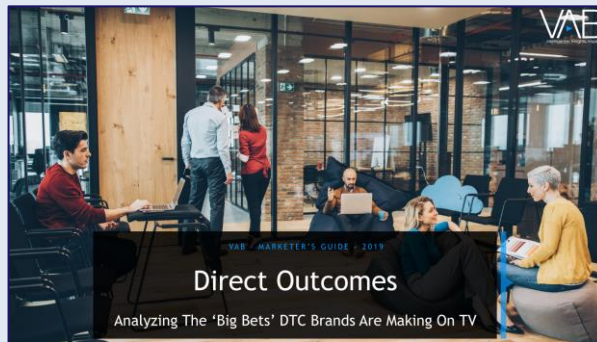 VAB
VAB - MARKETER'S GUIDE - 2019
Direct Outcomes
Analyzing The ‘Big Bets’ DTC Brands Are Making On TV